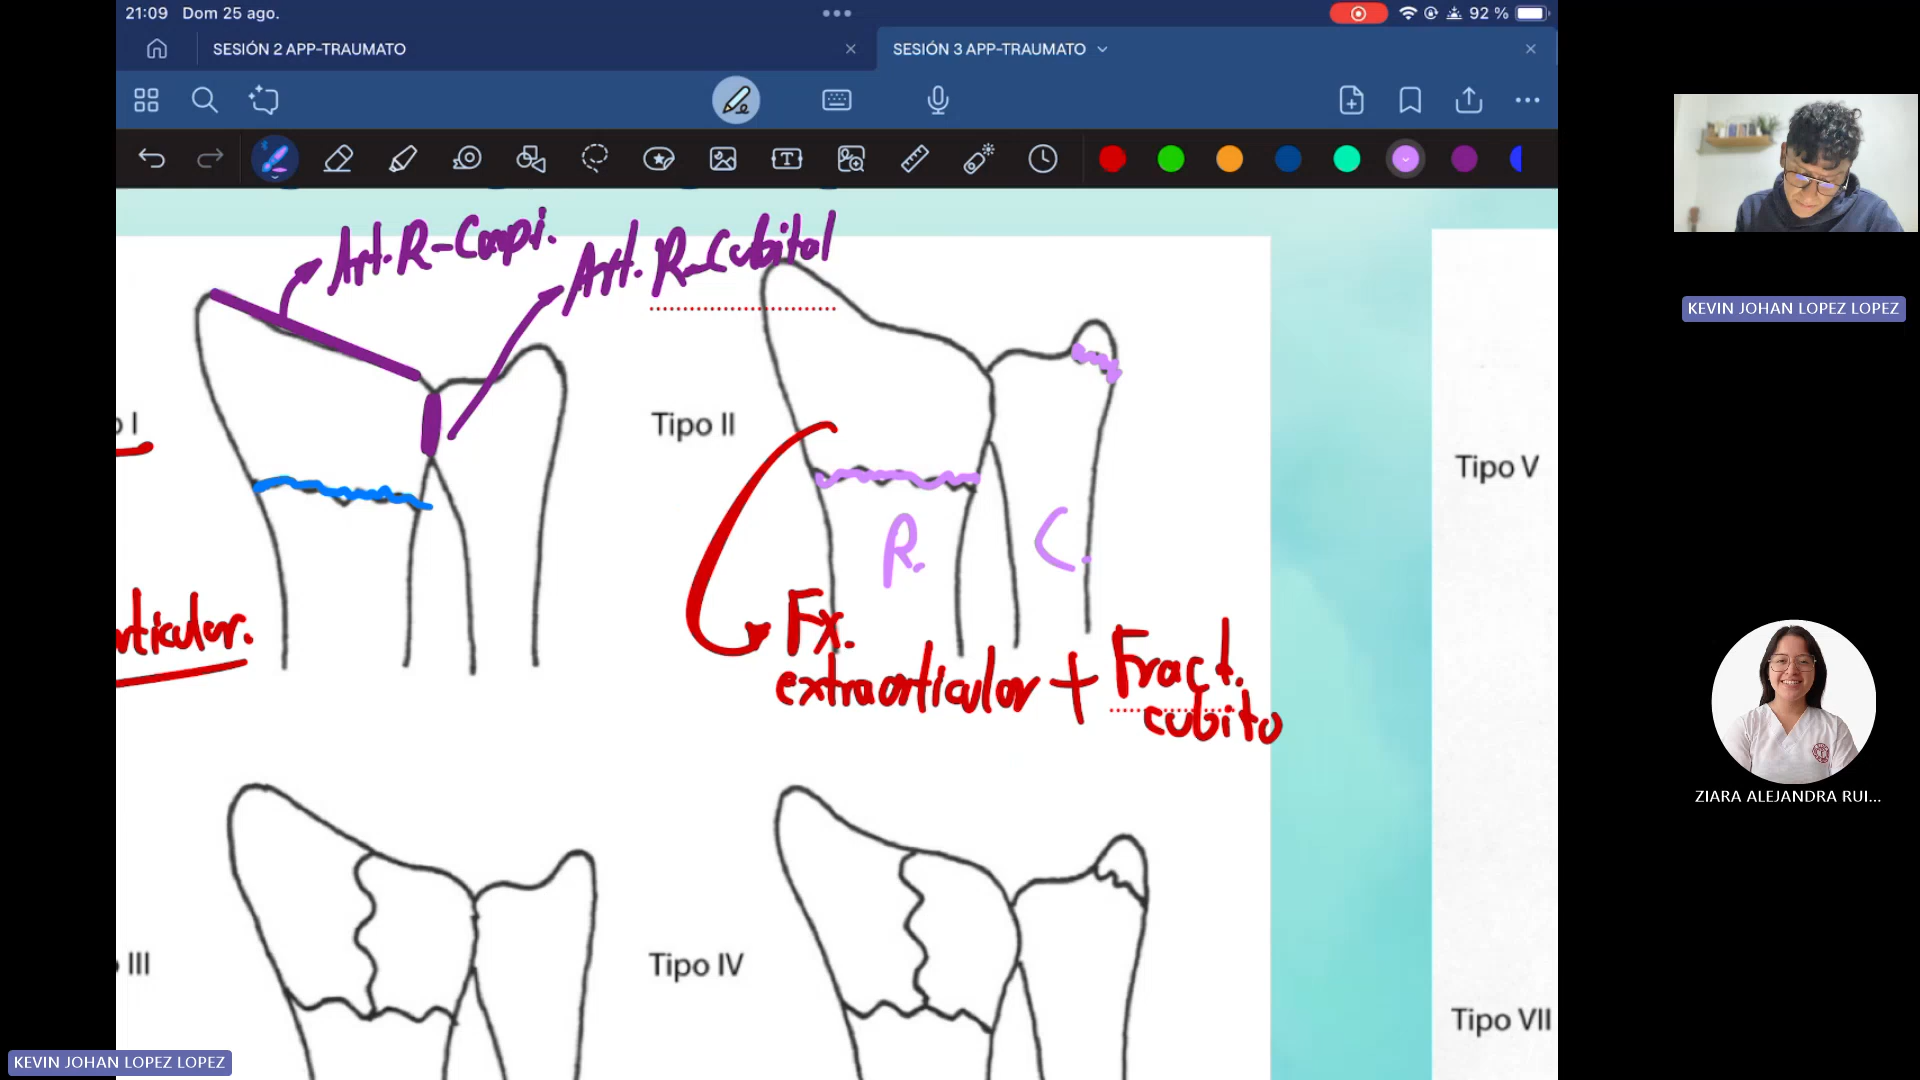 21:09 Dom 25 ago.
92 %
SESIÓN 2 APP-TRAUMATO
SESIÓN 3 APP-TRAUMATO
Art. R-Carpi.
Art. R-Cubital
o I
Tipo II
Tipo V
R.
C.
Fx.
extraarticular + Fract.
cubito
rticular.
III
Tipo IV
Tipo VII
KEVIN JOHAN LOPEZ LOPEZ
ZIARA ALEJANDRA RUI...
KEVIN JOHAN LOPEZ LOPEZ